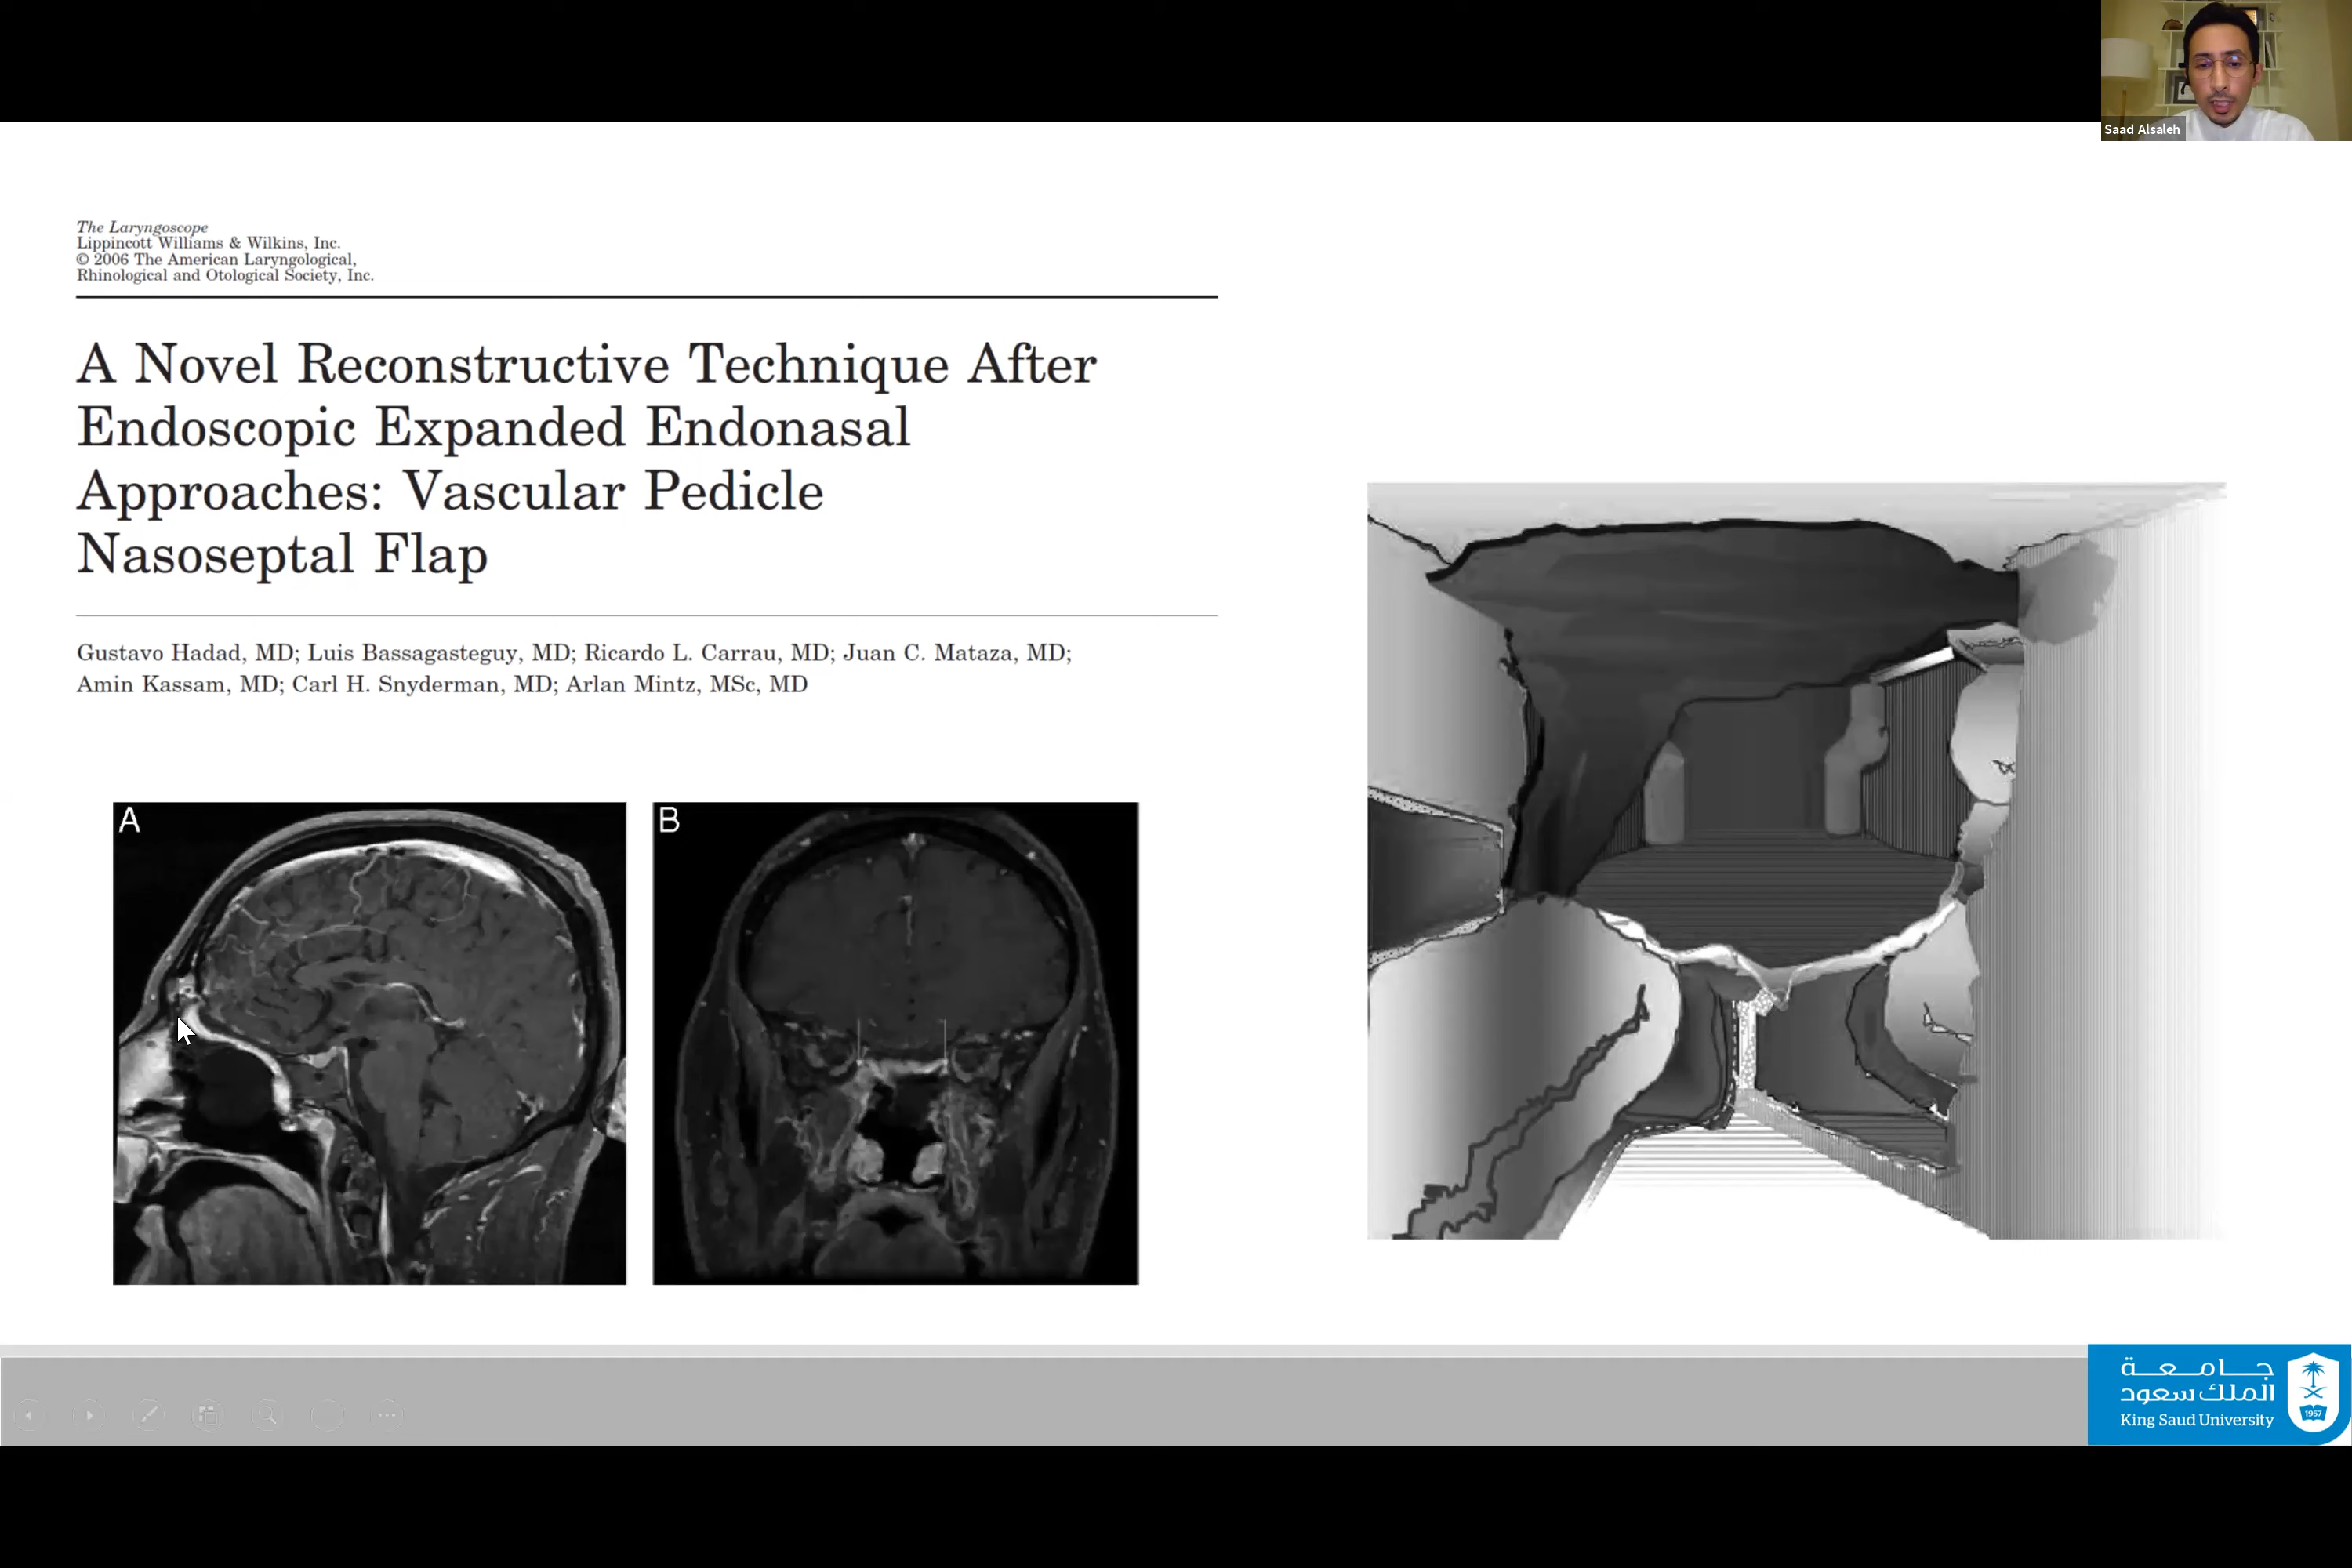 Saad Alsaleh
The Laryngoscope
Lippincott Williams & Wilkins, Inc.
© 2006 The American Laryngological,
Rhinological and Otological Society, Inc.
A Novel Reconstructive Technique After
Endoscopic Expanded Endonasal
Approaches: Vascular Pedicle
Nasoseptal Flap
Gustavo Hadad, MD; Luis Bassagasteguy, MD; Ricardo L. Carrau, MD; Juan C. Mataza, MD;
Amin Kassam, MD; Carl H. Snyderman, MD; Arlan Mintz, MSc, MD
A
B
جامعة
الملك سعود
King Saud University
1957